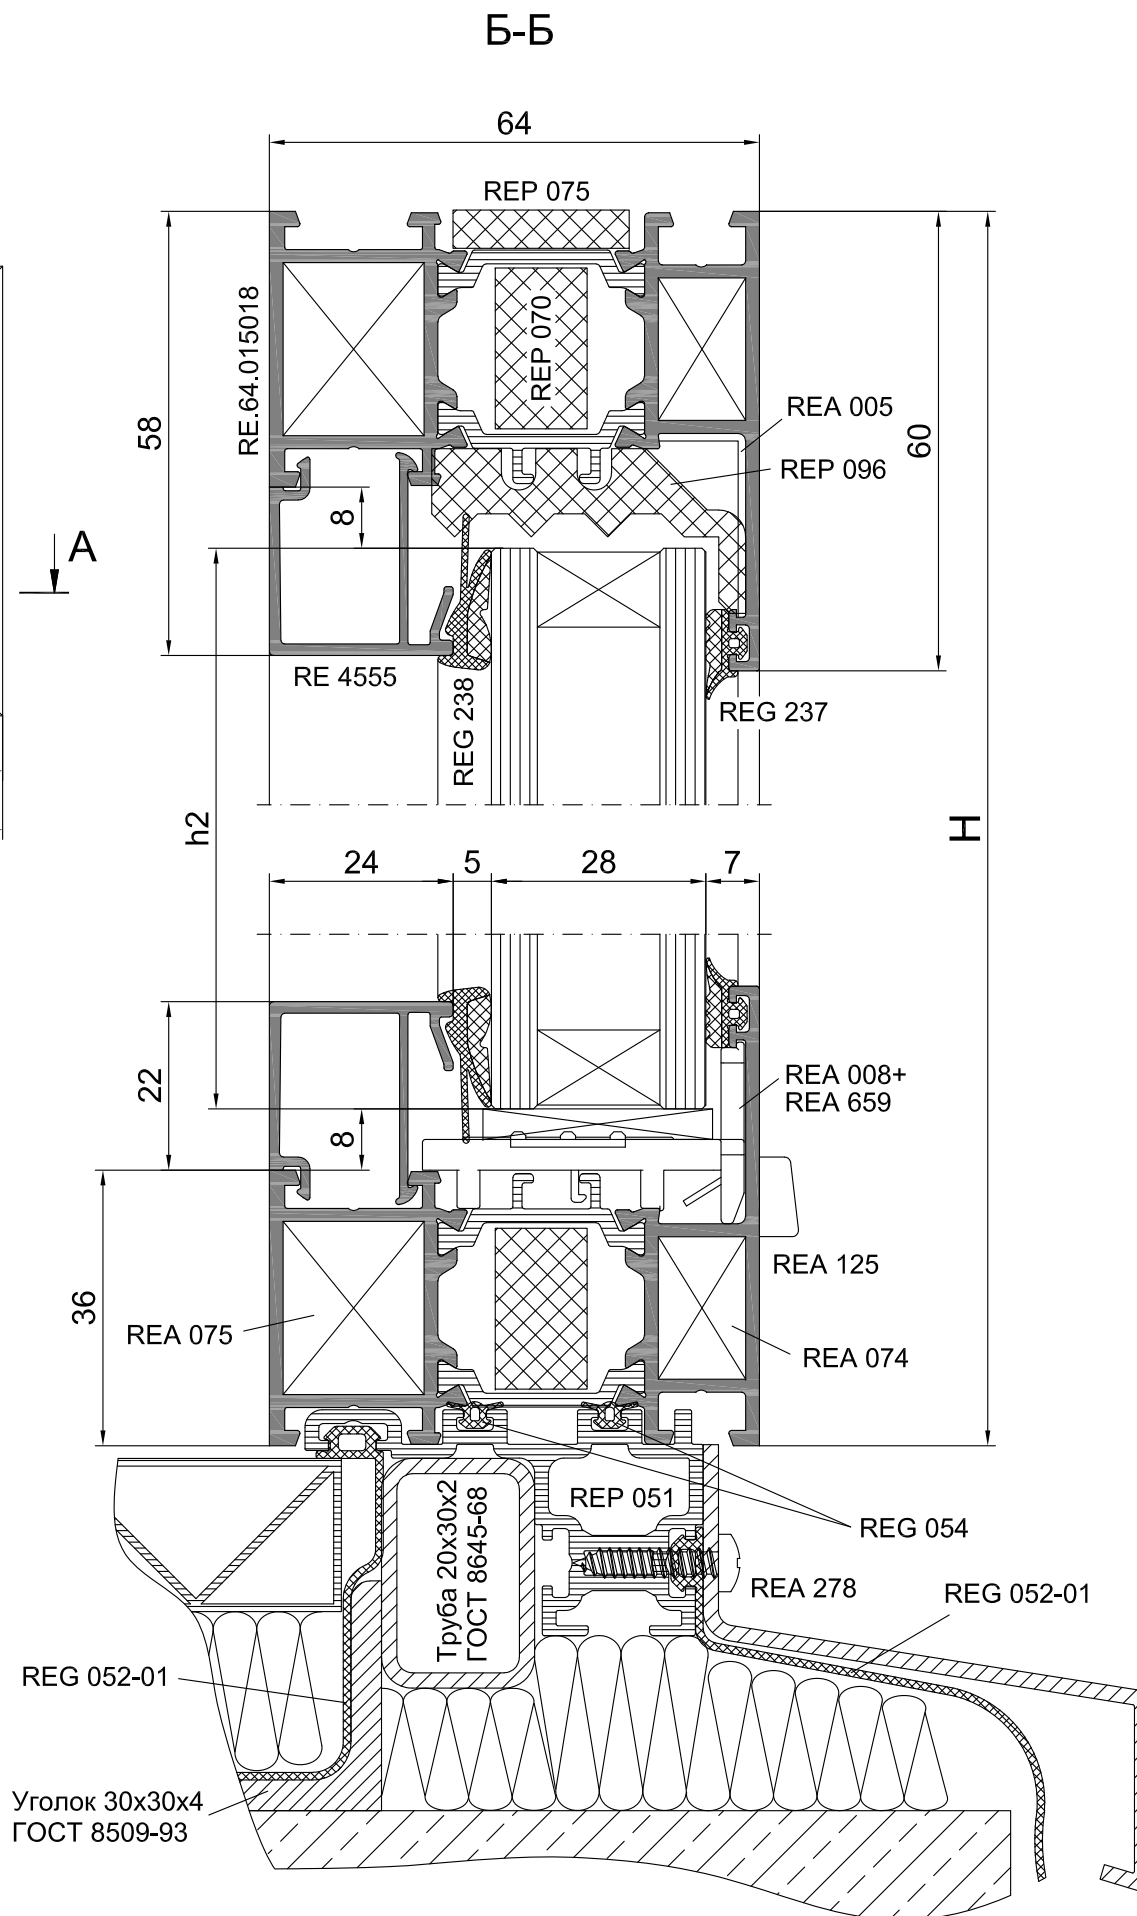 Б-Б
64
REP 075
RE.64.015018
REP 070
58
60
REA 005
REP 096
8
А
RE 4555
REG 238
REG 237
h2
H
24
5
28
7
22
8
REA 008+
REA 659
36
REA 075
REA 125
REA 074
REP 051
REG 054
Труба 20x30x2
ГОСТ 8645-68
REA 278
REG 052-01
REG 052-01
Уголок 30x30x4
ГОСТ 8509-93